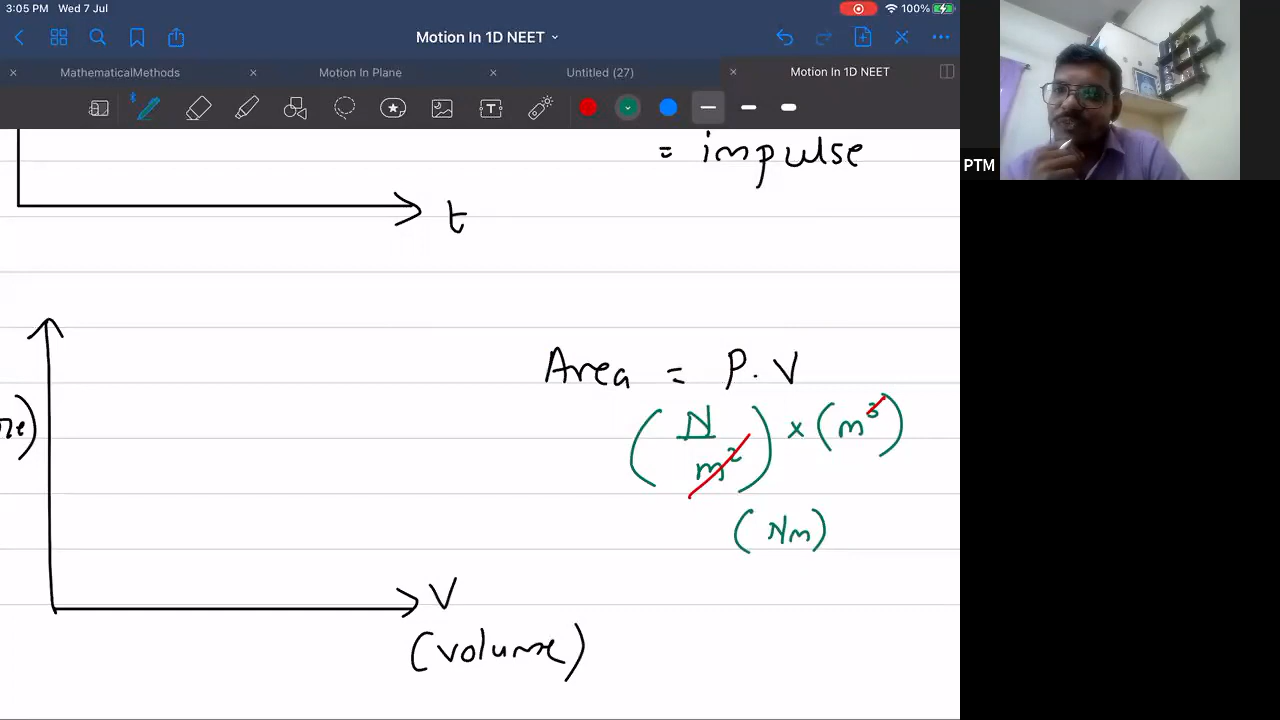 3:05 PM Wed 7 Jul
100%
Motion In 1D NEET
MathematicalMethods
Motion In Plane
Untitled (27)
Motion In 1D NEET
PTM
= impulse
t
Area = P. V
(N/m²) × (m³)
(Nm)
V
(volume)